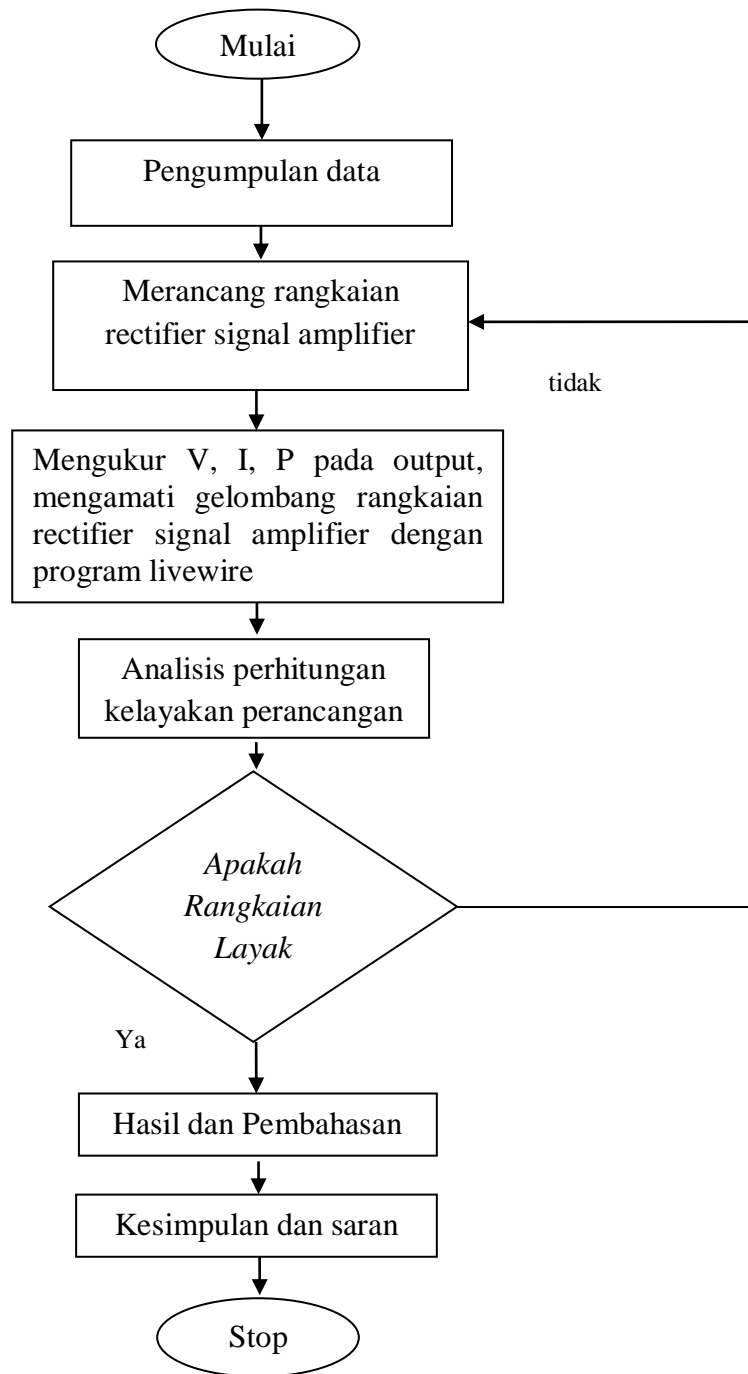 Mulai
Pengumpulan data
Merancang rangkaian
rectifier signal amplifier
tidak
Mengukur V, I, P pada output,
mengamati gelombang rangkaian
rectifier signal amplifier dengan
program livewire
Analisis perhitungan
kelayakan perancangan
Apakah
Rangkaian
Layak
Ya
Hasil dan Pembahasan
Kesimpulan dan saran
Stop